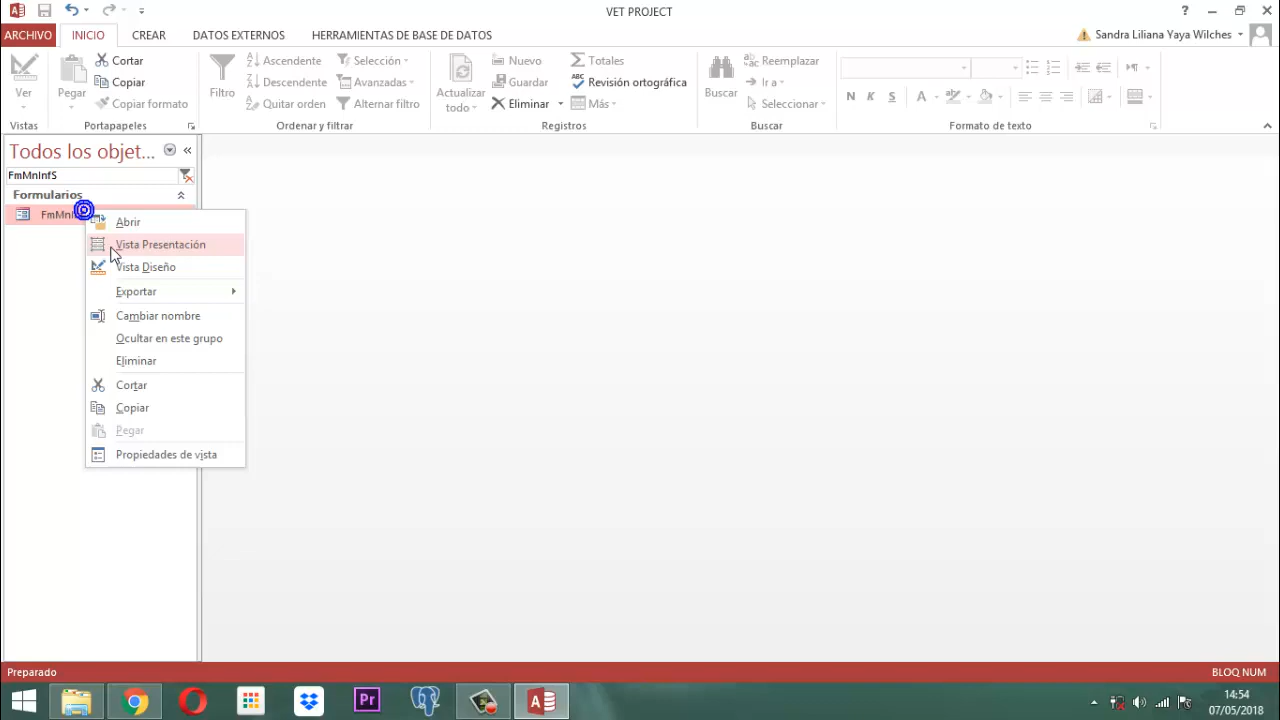 VET PROJECT
?
ARCHIVO INICIO CREAR DATOS EXTERNOS HERRAMIENTAS DE BASE DE DATOS Sandra Liliana Yaya Wilches
Ver
Vistas
Pegar
Cortar
Copiar
Copiar formato
Portapapeles
Filtro
Ascendente
Descendente
Quitar orden
Selección
Avanzadas
Alternar filtro
Ordenar y filtrar
Actualizar
todo
Nuevo
Guardar
Eliminar
Totales
Revisión ortográfica
Más
Registros
Buscar
Reemplazar
Ir a
Seleccionar
Buscar
N K S A
Formato de texto
Todos los objet...
FmMnInfS
Formularios
Abrir
Vista Presentación
Vista Diseño
Exportar
Cambiar nombre
Ocultar en este grupo
Eliminar
Cortar
Copiar
Pegar
Propiedades de vista
Preparado BLOQ NUM
Pr
14:54
07/05/2018